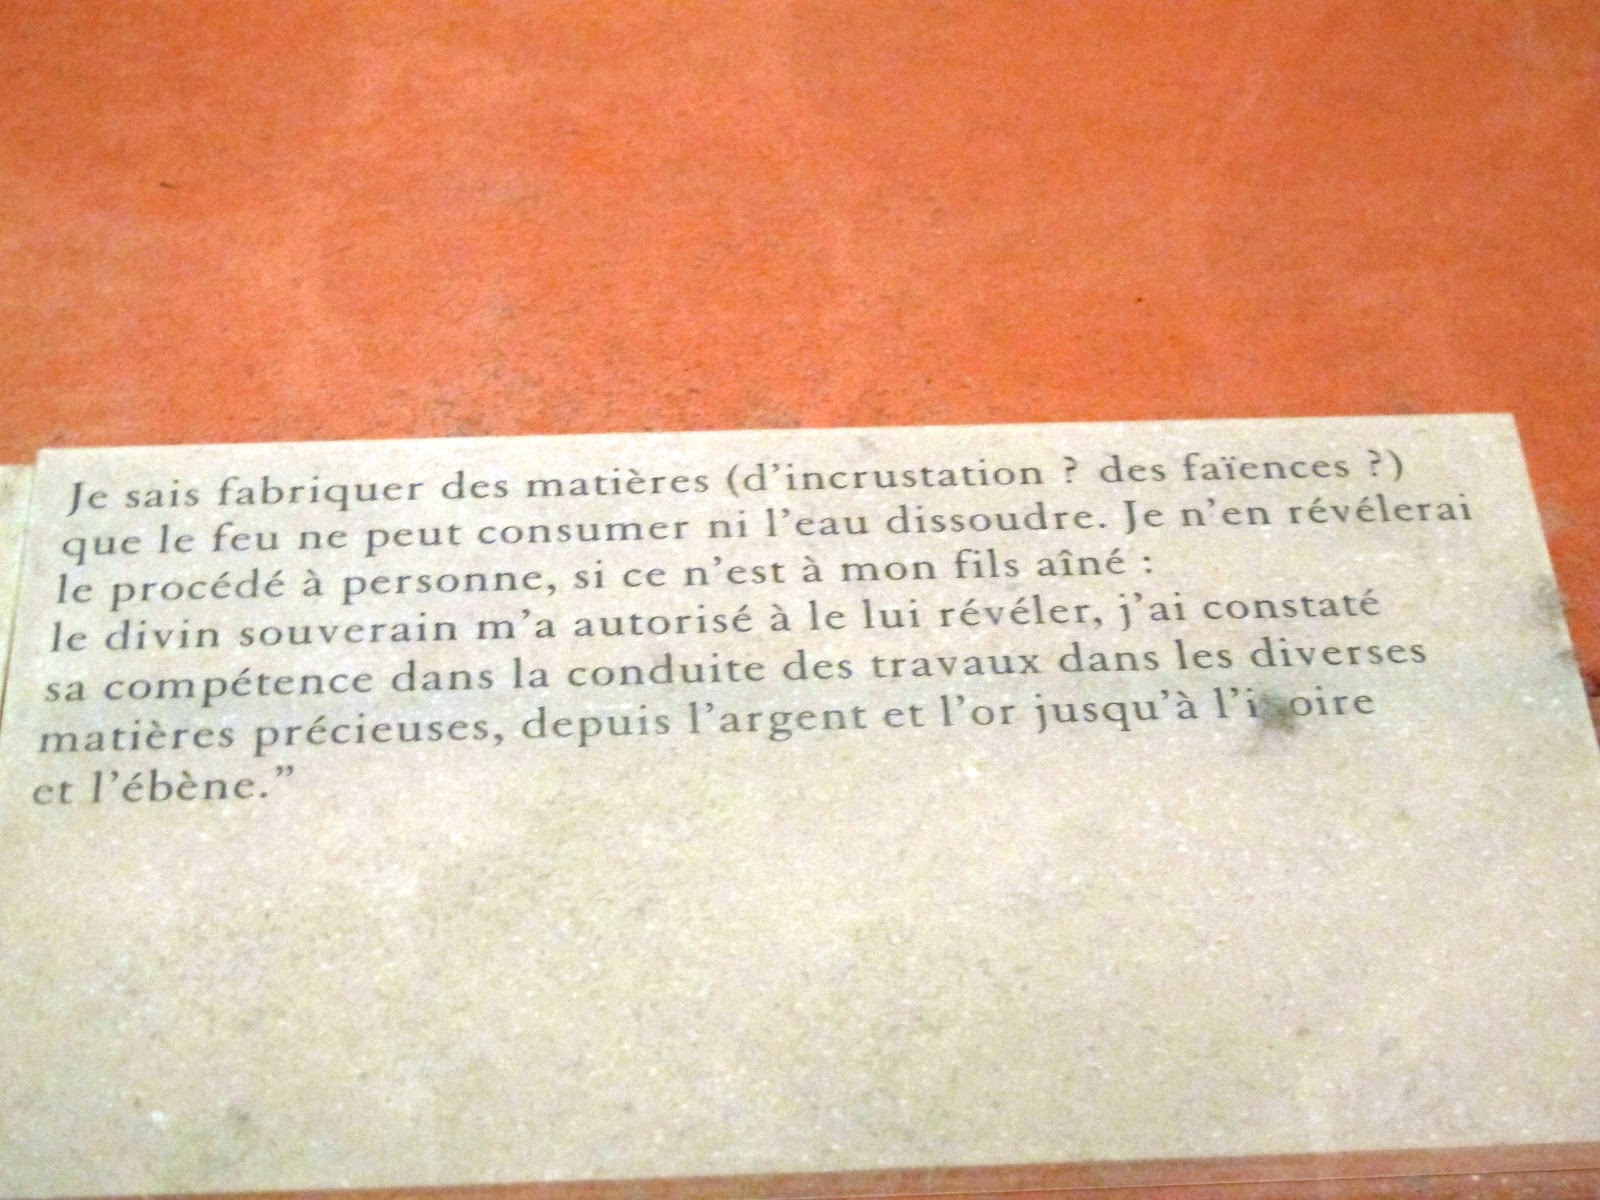 Je sais fabriquer des matières (d'incrustation ? des faïences ?)
que le feu ne peut consumer ni l'eau dissoudre. Je n'en révélerai
le procédé à personne, si ce n'est à mon fils aîné :
le divin souverain m'a autorisé à le lui révéler, j'ai constaté
sa compétence dans la conduite des travaux dans les diverses
matières précieuses, depuis l'argent et l'or jusqu'à l'ivoire
et l'ébène.”